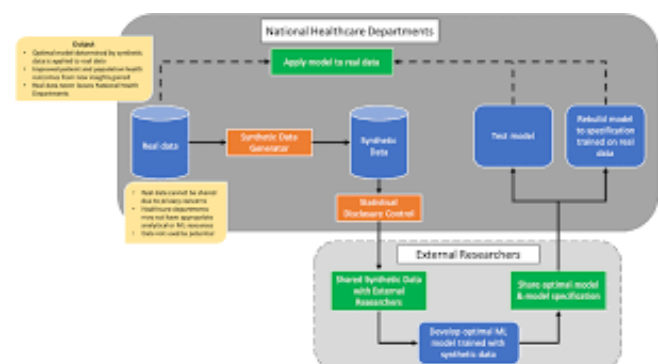 National Healthcare Departments
Output
• Optimal model determined by synthetic
data is applied to real data
• Improved patient and population health
outcomes from new insights gained
• Real data never leaves National Health
Departments
Apply model to real data
Real data
Synthetic Data
Generator
Synthetic
Data
Test model
Rebuild model
to specification
trained on real
data
• Real data cannot be shared
due to privacy concerns
• Healthcare departments
may not have appropriate
analytical or ML resources
• Data not used to potential
Statistical
Disclosure Control
External Researchers
Shared Synthetic Data
with External
Researchers
Share optimal model
& model specification
Develop optimal ML
model trained with
synthetic data